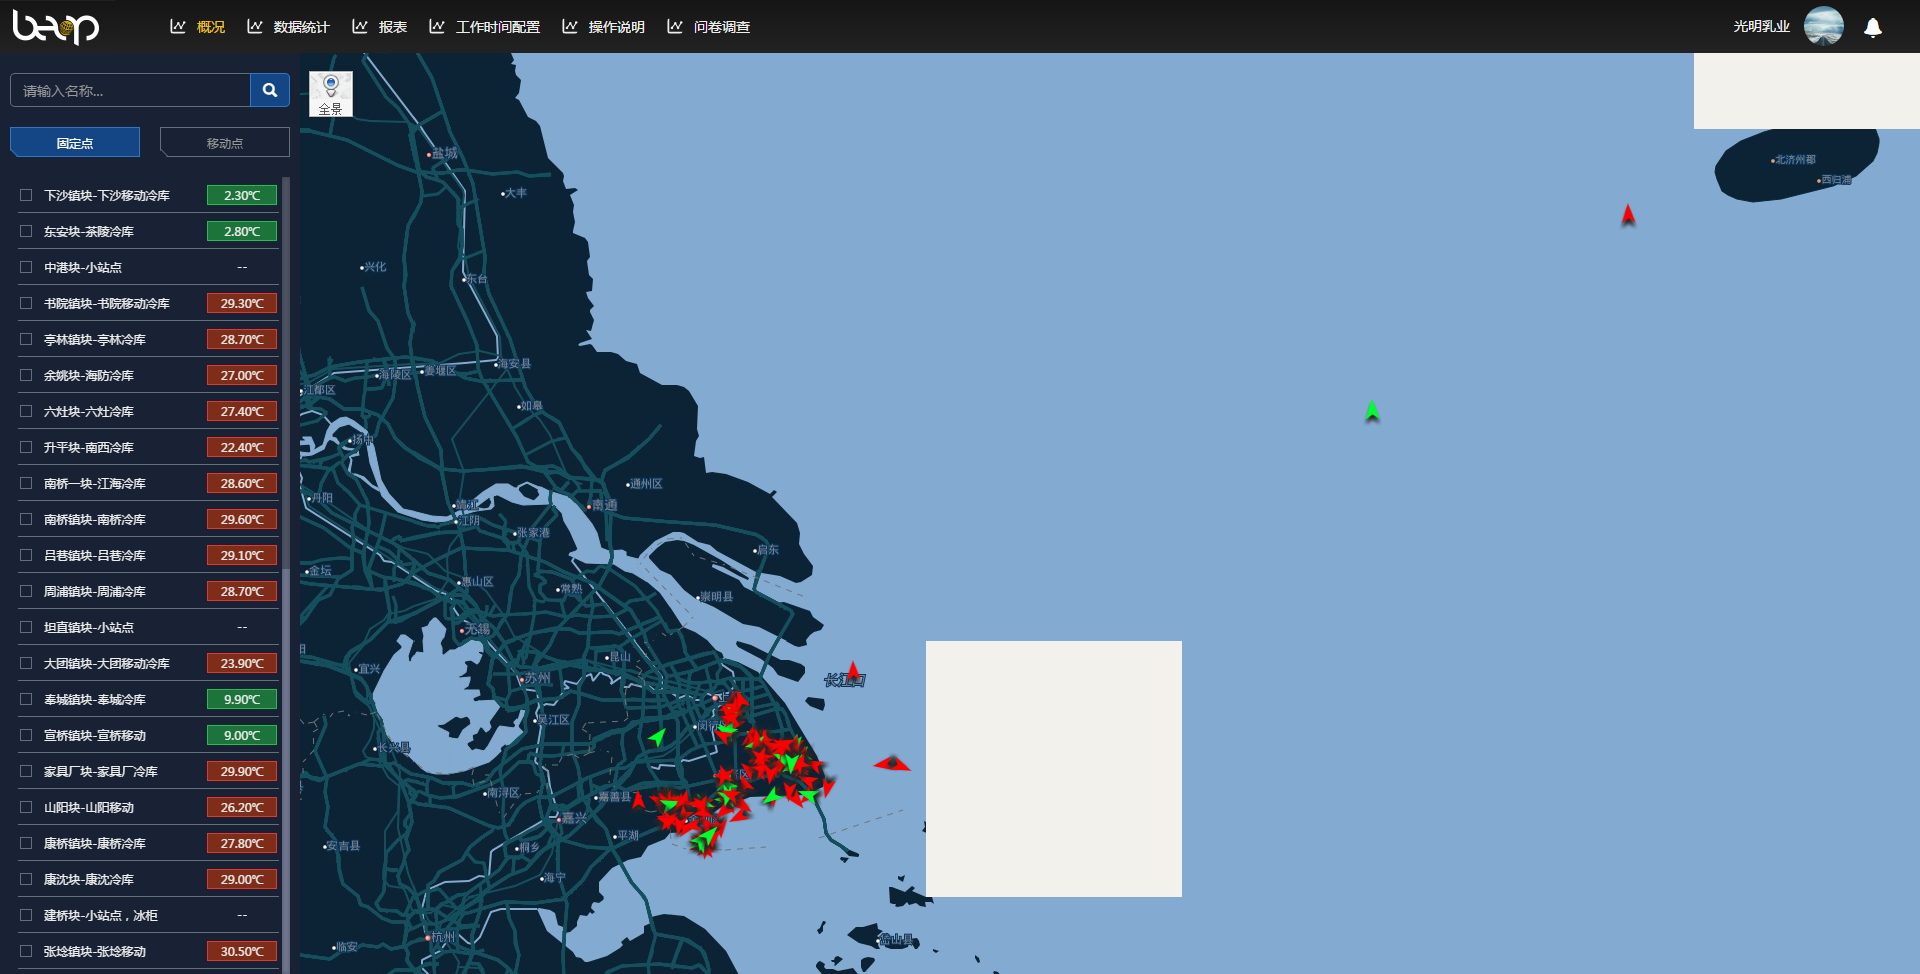 概况
数据统计
报表
工作时间配置
操作说明
问卷调查
光明乳业
请输入名称...
固定点
移动点
下沙镇块-下沙移动冷库 2.30℃
东安块-茶陵冷库 2.80℃
中港块-小站点 --
书院镇块-书院移动冷库 29.30℃
亭林镇块-亭林冷库 28.70℃
余姚块-海防冷库 27.00℃
六灶块-六灶冷库 27.40℃
升平块-南西冷库 22.40℃
南桥一块-江海冷库 28.60℃
南桥镇块-南桥冷库 29.60℃
吕巷镇块-吕巷冷库 29.10℃
周浦镇块-周浦冷库 28.70℃
坦直镇块-小站点 --
大团镇块-大团移动冷库 23.90℃
奉城镇块-奉城冷库 9.90℃
宣桥镇块-宣桥移动 9.00℃
家具厂块-家具厂冷库 29.90℃
山阳块-山阳移动 26.20℃
康桥镇块-康桥冷库 27.80℃
康沈块-康沈冷库 29.00℃
建桥块-小站点，冰柜 --
张埝镇块-张埝移动 30.50℃
全景
盐城
大丰
北济州郡
西归浦
兴化
东台
海安县
姜堰区
海陵区
江都区
如皋
扬中
通州区
丹阳
靖江
南通
江阴
张家港
启东
金坛
惠山区
常熟
崇明县
无锡
昆山
宜兴
苏州
长江口
吴江区
长兴县
南浔区
嘉善县
嘉兴
平湖
安吉县
桐乡
海宁
杭州
临安
岱山县